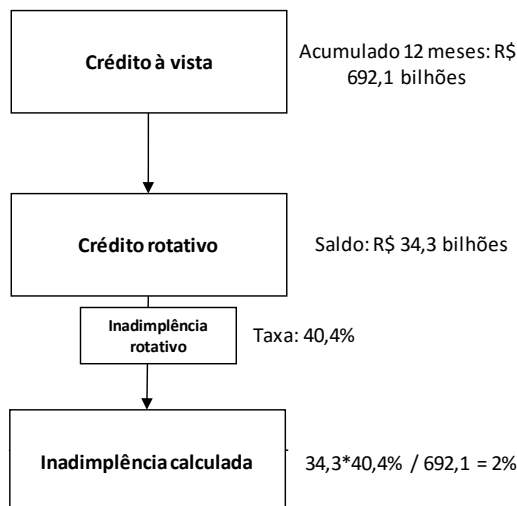 Crédito à vista
Acumulado 12 meses: R$
692,1 bilhões
Crédito rotativo
Saldo: R$ 34,3 bilhões
Inadimplência
rotativo
Taxa: 40,4%
Inadimplência calculada
34,3*40,4% / 692,1 = 2%